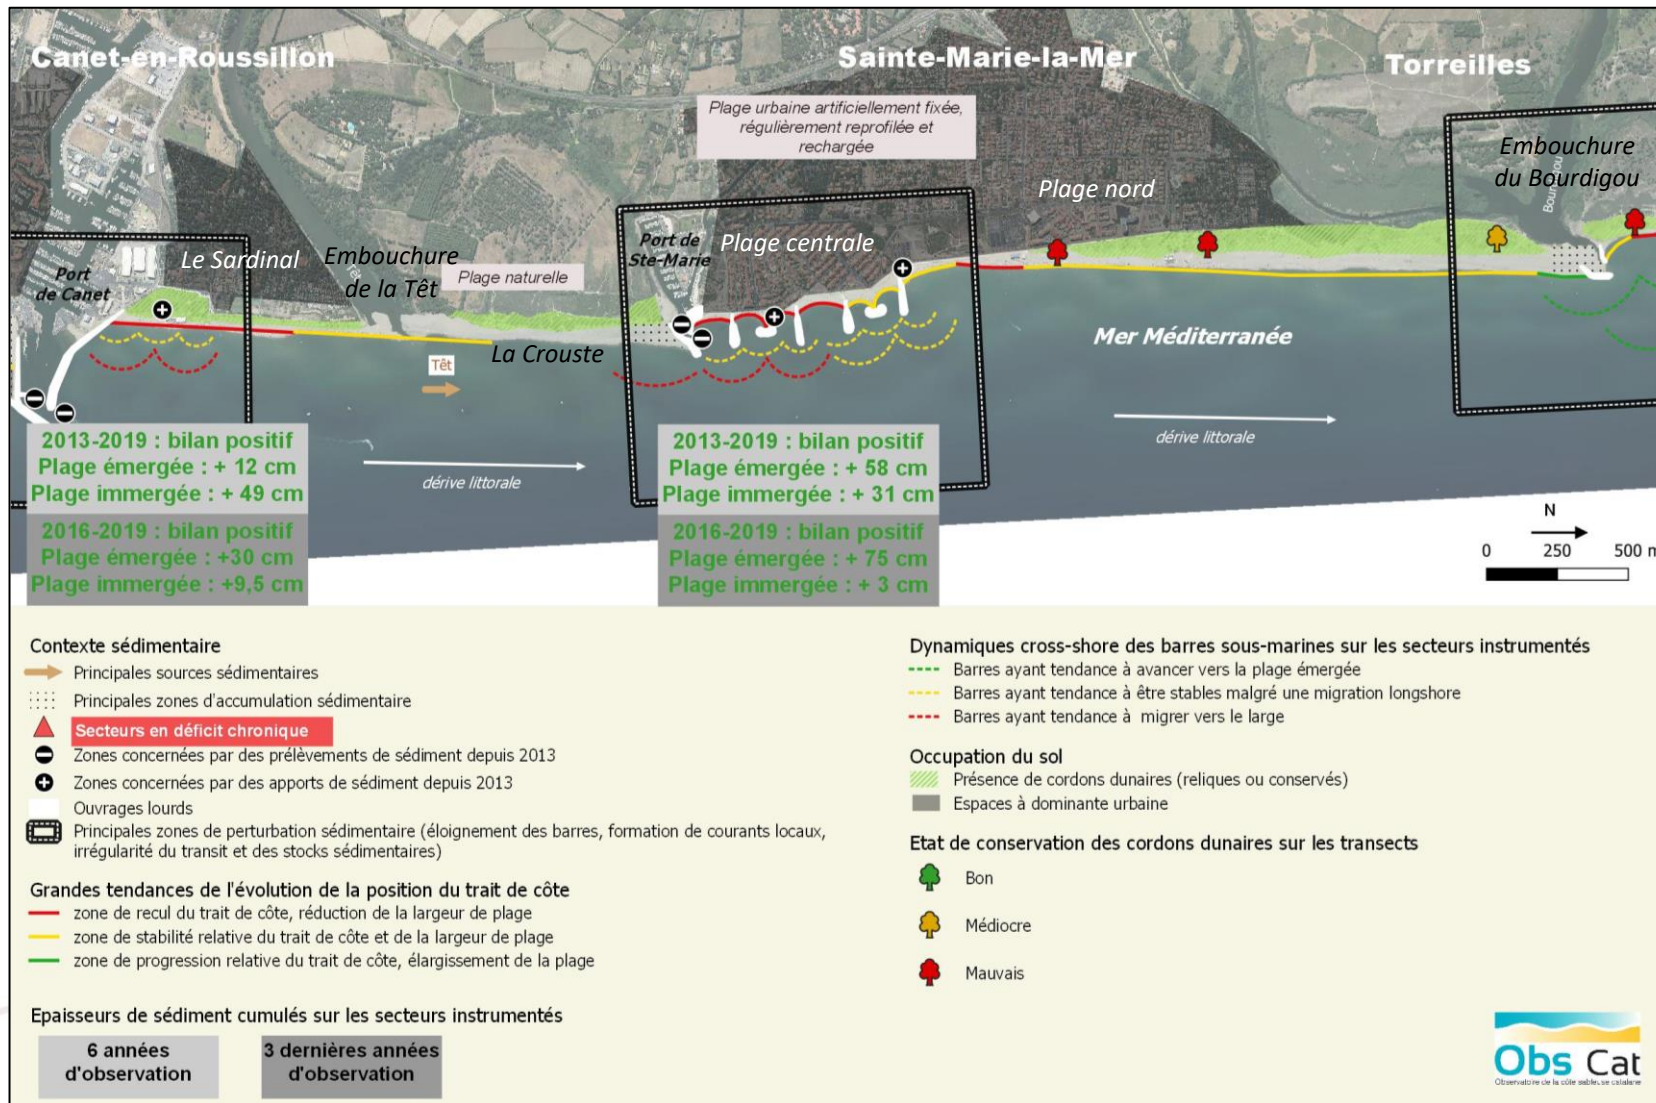 Canet-en-Roussillon
Sainte-Marie-la-Mer
Torreilles
Plage urbaine artificiellement fixée,
régulièrement reprofilée et
rechargée
Embouchure
du Bourdigou
Bourdigou
Plage nord
Port de
Ste-Marie
Plage centrale
Le Sardinal
Embouchure
de la Têt
Têt
Plage naturelle
Port
de Canet
La Crouste
Têt
Mer Méditerranée
dérive littorale
dérive littorale
2013-2019 : bilan positif
Plage émergée : + 12 cm
Plage immergée : + 49 cm
2016-2019 : bilan positif
Plage émergée : +30 cm
Plage immergée : +9,5 cm
2013-2019 : bilan positif
Plage émergée : + 58 cm
Plage immergée : + 31 cm
2016-2019 : bilan positif
Plage émergée : + 75 cm
Plage immergée : + 3 cm
N
0 250 500 m
Contexte sédimentaire
Principales sources sédimentaires
Principales zones d'accumulation sédimentaire
Secteurs en déficit chronique
Zones concernées par des prélèvements de sédiment depuis 2013
Zones concernées par des apports de sédiment depuis 2013
Ouvrages lourds
Principales zones de perturbation sédimentaire (éloignement des barres, formation de courants locaux,
irrégularité du transit et des stocks sédimentaires)
Grandes tendances de l'évolution de la position du trait de côte
zone de recul du trait de côte, réduction de la largeur de plage
zone de stabilité relative du trait de côte et de la largeur de plage
zone de progression relative du trait de côte, élargissement de la plage
Epaisseurs de sédiment cumulés sur les secteurs instrumentés
6 années
d'observation
3 dernières années
d'observation
Dynamiques cross-shore des barres sous-marines sur les secteurs instrumentés
Barres ayant tendance à avancer vers la plage émergée
Barres ayant tendance à être stables malgré une migration longshore
Barres ayant tendance à migrer vers le large
Occupation du sol
Présence de cordons dunaires (reliques ou conservés)
Espaces à dominante urbaine
Etat de conservation des cordons dunaires sur les transects
Bon
Médiocre
Mauvais
Obs Cat
Observatoire de la côte sableuse catalane